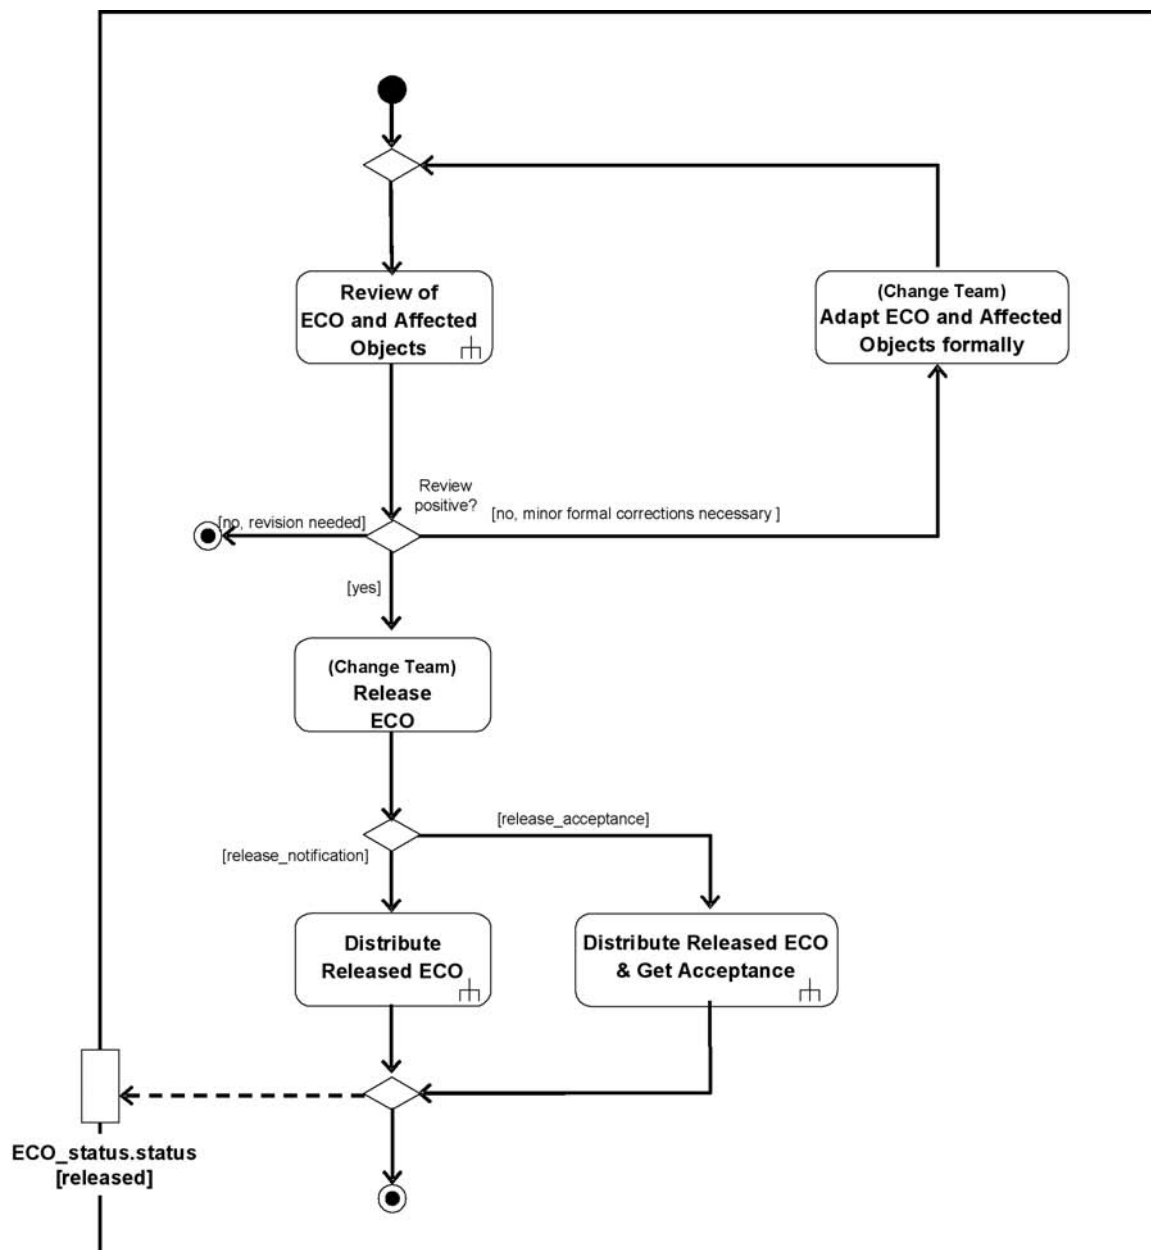 Review of
ECO and Affected
Objects
(Change Team)
Adapt ECO and Affected
Objects formally
Review
positive?
[no, revision needed]
[no, minor formal corrections necessary ]
[yes]
(Change Team)
Release
ECO
[release_acceptance]
[release_notification]
Distribute
Released ECO
Distribute Released ECO
& Get Acceptance
ECO_status.status
[released]